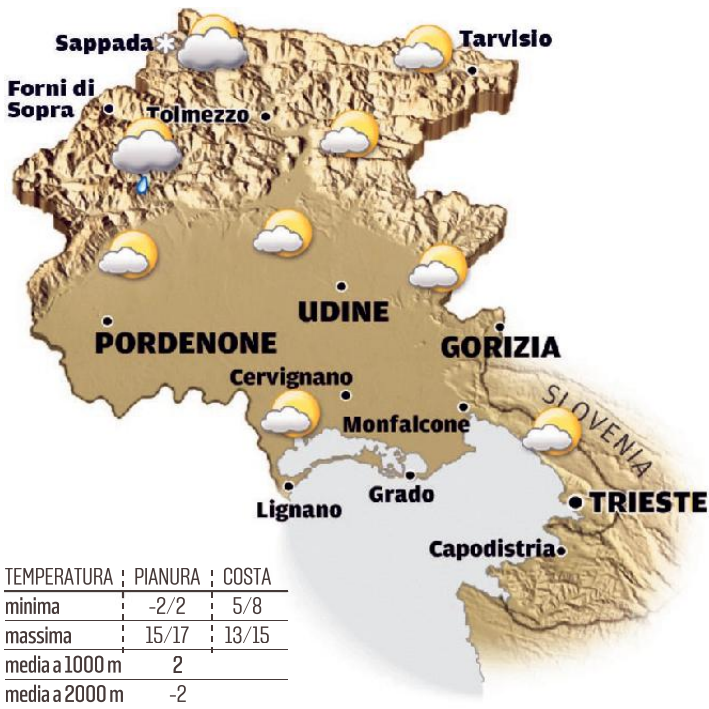 Sappada
Tarvisio
Forni di
Sopra
Tolmezzo
UDINE
PORDENONE
GORIZIA
Cervignano
Monfalcone
SLOVENIA
Lignano
Grado
TRIESTE
Capodistria
TEMPERATURA PIANURA COSTA
minima -2/2 5/8
massima 15/17 13/15
media a 1000 m 2
media a 2000 m -2